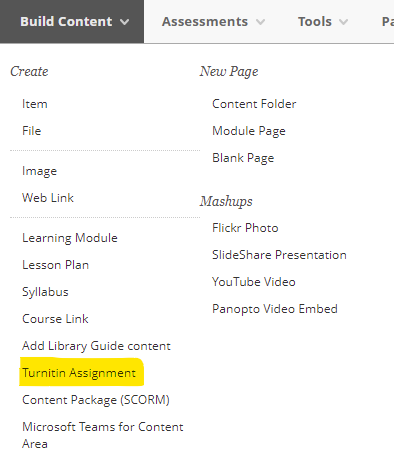 Build Content Assessments Tools Pa
Create
Item
File
Image
Web Link
Learning Module
Lesson Plan
Syllabus
Course Link
Add Library Guide content
Turnitin Assignment
Content Package (SCORM)
Microsoft Teams for Content
Area
New Page
Content Folder
Module Page
Blank Page
Mashups
Flickr Photo
SlideShare Presentation
YouTube Video
Panopto Video Embed